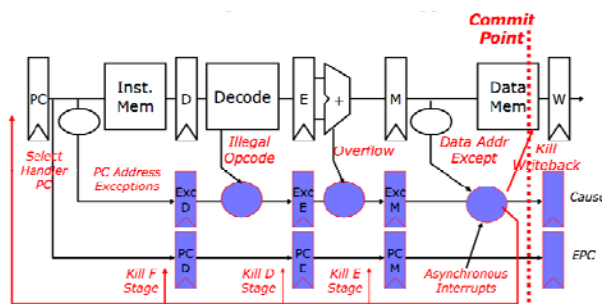 Commit
Point
PC
Inst.
Mem
D
Decode
E
+
M
Data
Mem
W
Select
Handler
PC
PC Address
Exceptions
Illegal
Opcode
Overflow
Data Addr
Except
Kill
Writeback
Exc
D
Exc
E
Exc
M
Cause
PC
D
PC
E
PC
M
EPC
Kill F
Stage
Kill D
Stage
Kill E
Stage
Asynchronous
Interrupts